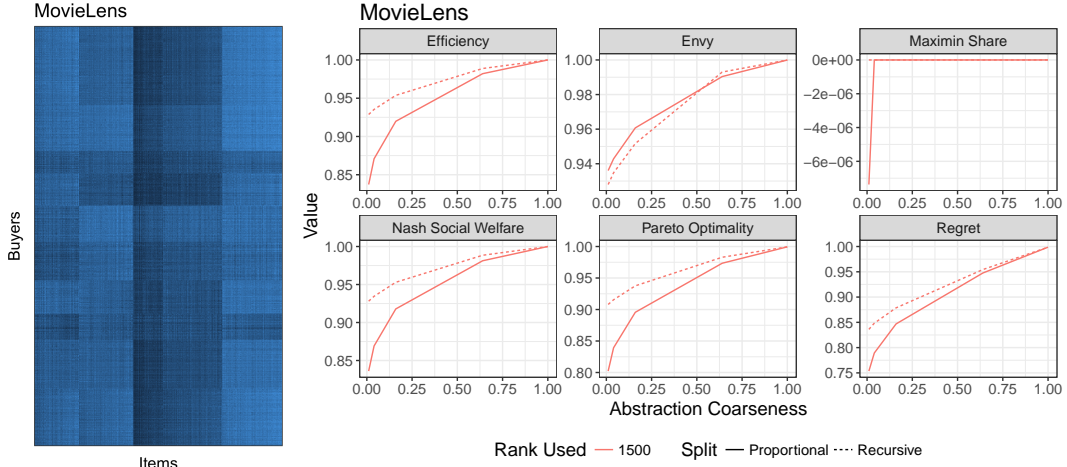 MovieLens
Buyers
Items
MovieLens
Value
Efficiency
1.00
0.95
0.90
0.85
0.00 0.25 0.50 0.75 1.00
Envy
1.00
0.98
0.96
0.94
0.00 0.25 0.50 0.75 1.00
Maximin Share
0e+00
−2e−06
−4e−06
−6e−06
0.00 0.25 0.50 0.75 1.00
Nash Social Welfare
1.00
0.95
0.90
0.85
0.00 0.25 0.50 0.75 1.00
Pareto Optimality
1.00
0.95
0.90
0.85
0.80
0.00 0.25 0.50 0.75 1.00
Regret
1.00
0.95
0.90
0.85
0.80
0.75
0.00 0.25 0.50 0.75 1.00
Abstraction Coarseness
Rank Used 1500 Split Proportional Recursive